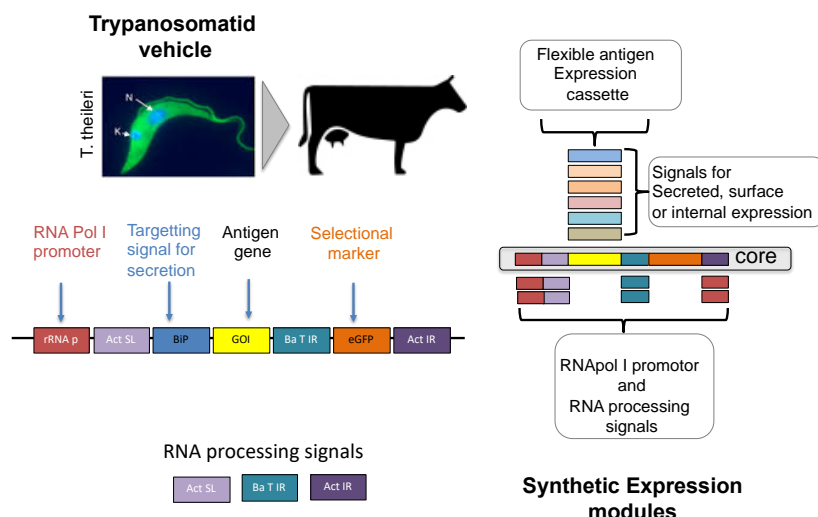 Trypanosomatid
vehicle
T. theileri
N
K
RNA Pol I
promoter
Targetting
signal for
secretion
Antigen
gene
Selectional
marker
rRNA p
Act SL
BiP
GOI
Ba T IR
eGFP
Act IR
RNA processing signals
Act SL
Ba T IR
Act IR
Flexible antigen
Expression
cassette
Signals for
Secreted, surface
or internal expression
core
RNApol I promotor
and
RNA processing
signals
Synthetic Expression
modules